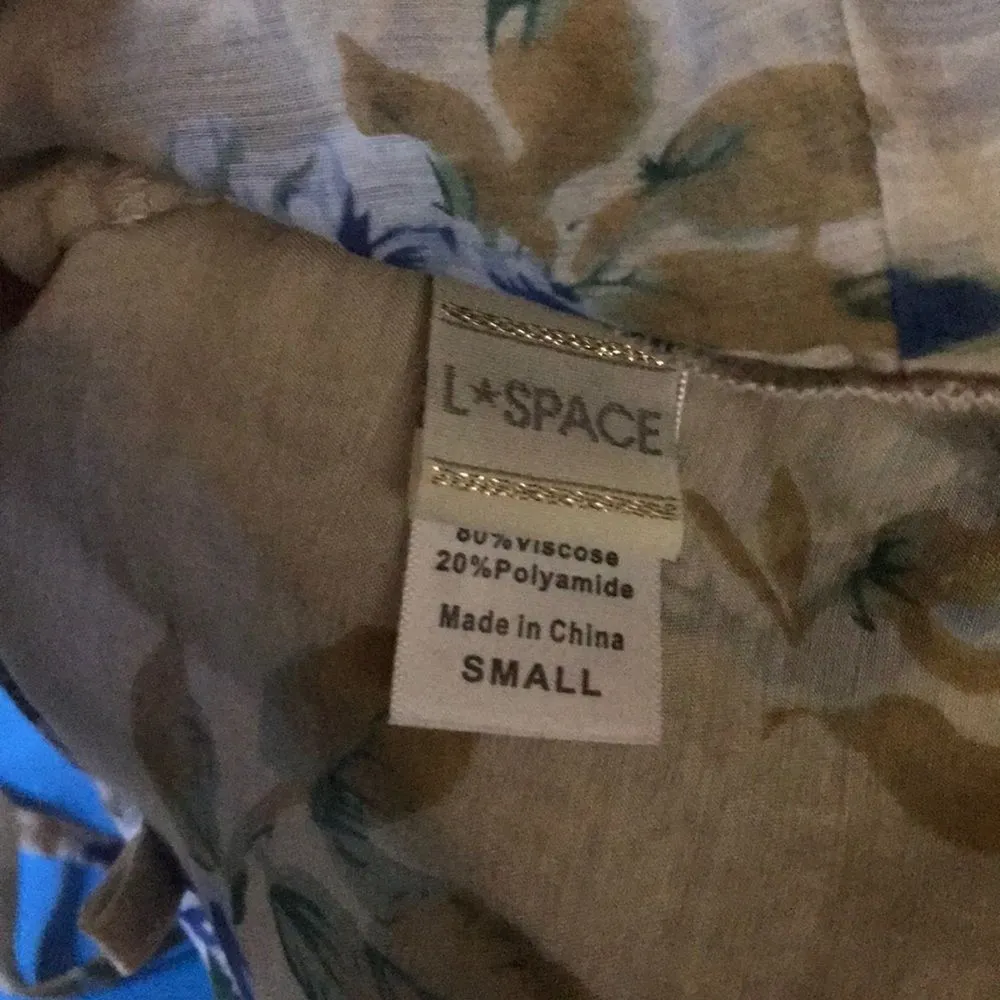 L★SPACE
80%Viscose
20%Polyamide
Made in China
SMALL